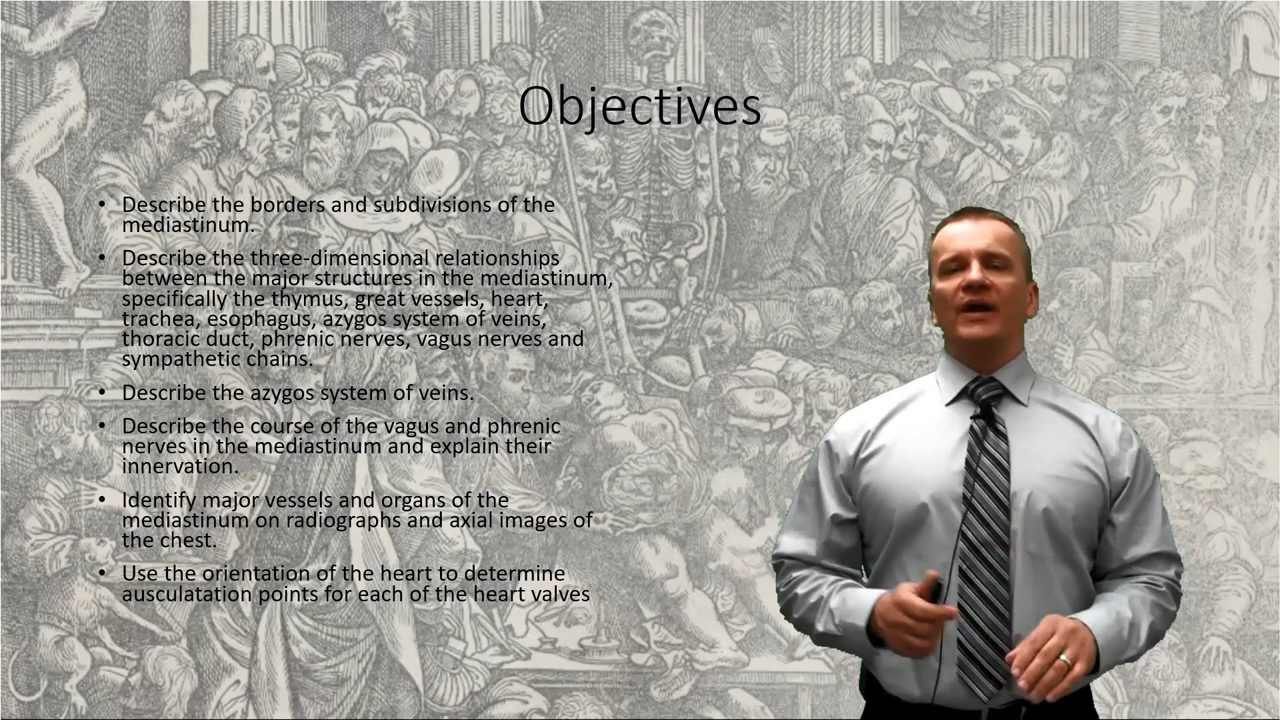 Objectives
• Describe the borders and subdivisions of the
mediastinum.
• Describe the three-dimensional relationships
between the major structures in the mediastinum,
specifically the thymus, great vessels, heart,
trachea, esophagus, azygos system of veins,
thoracic duct, phrenic nerves, vagus nerves and
sympathetic chains.
• Describe the azygos system of veins.
• Describe the course of the vagus and phrenic
nerves in the mediastinum and explain their
innervation.
• Identify major vessels and organs of the
mediastinum on radiographs and axial images of
the chest.
• Use the orientation of the heart to determine
ausculatation points for each of the heart valves